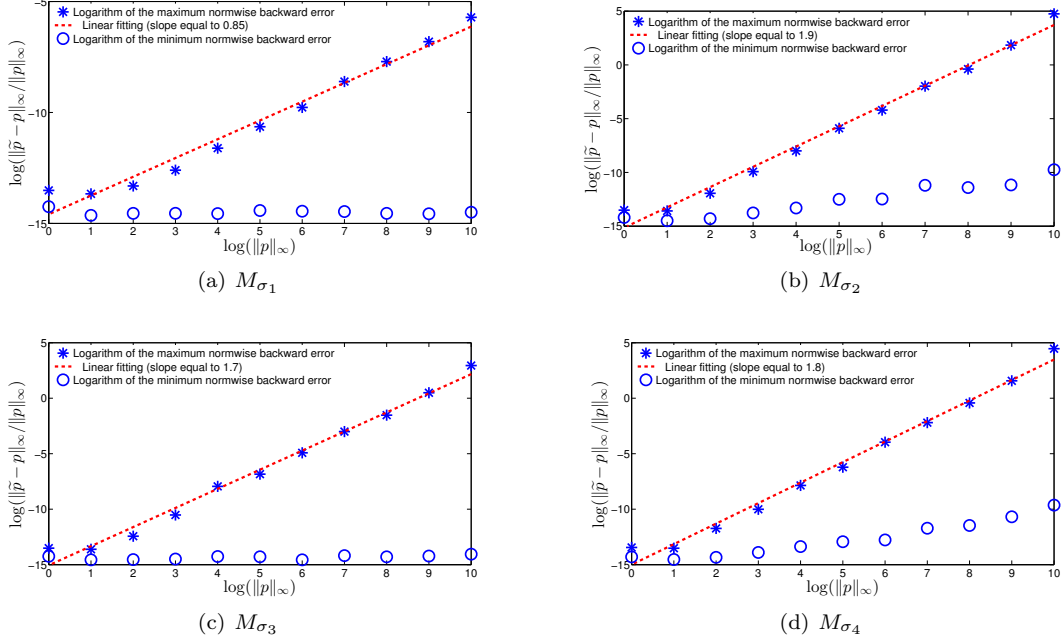 −5
Logarithm of the maximum normwise backward error
Linear fitting (slope equal to 0.85)
Logarithm of the minimum normwise backward error
−10
−15
log(‖p̃ − p‖∞/‖p‖∞)
0 1 2 3 4 5 6 7 8 9 10
log(‖p‖∞)
(a) Mσ1
5
Logarithm of the maximum normwise backward error
Linear fitting (slope equal to 1.9)
Logarithm of the minimum normwise backward error
0
−5
−10
−15
log(‖p̃ − p‖∞/‖p‖∞)
0 1 2 3 4 5 6 7 8 9 10
log(‖p‖∞)
(b) Mσ2
5
Logarithm of the maximum normwise backward error
Linear fitting (slope equal to 1.7)
Logarithm of the minimum normwise backward error
0
−5
−10
−15
log(‖p̃ − p‖∞/‖p‖∞)
0 1 2 3 4 5 6 7 8 9 10
log(‖p‖∞)
(c) Mσ3
5
Logarithm of the maximum normwise backward error
Linear fitting (slope equal to 1.8)
Logarithm of the minimum normwise backward error
0
−5
−10
−15
log(‖p̃ − p‖∞/‖p‖∞)
0 1 2 3 4 5 6 7 8 9 10
log(‖p‖∞)
(d) Mσ4